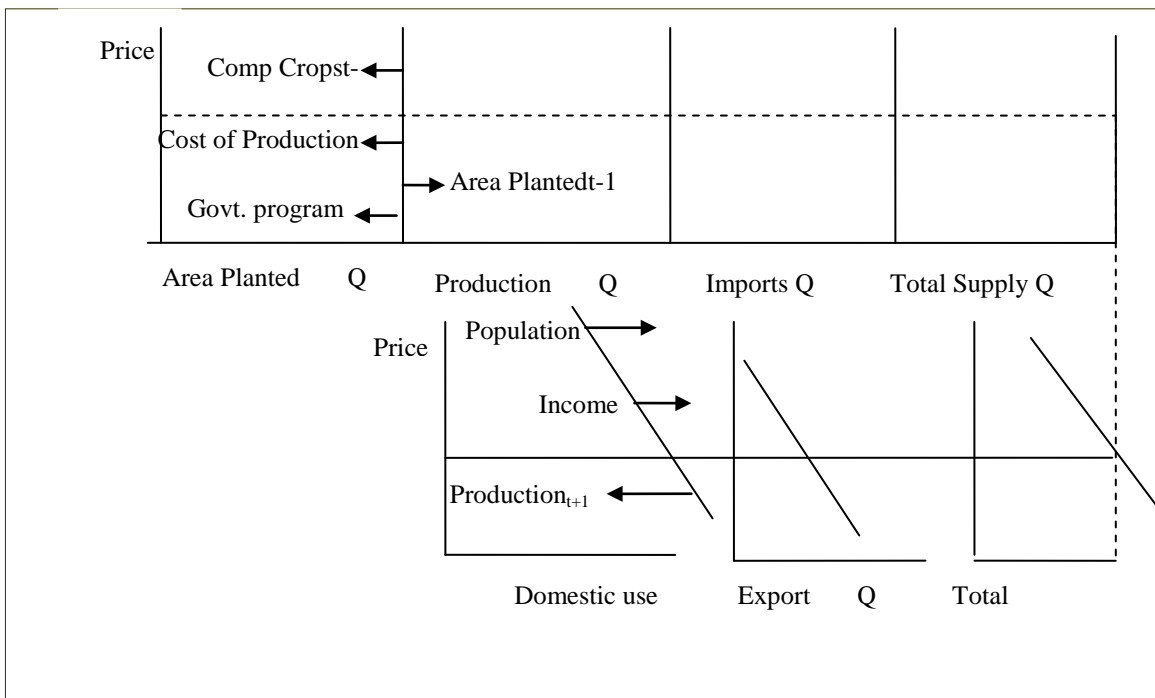 Price
Comp Cropst-
Cost of Production
Area Plantedt-1
Govt. program
Area Planted Q
Production Q
Imports Q
Total Supply Q
Population
Price
Income
Productiont+1
Domestic use
Export Q
Total